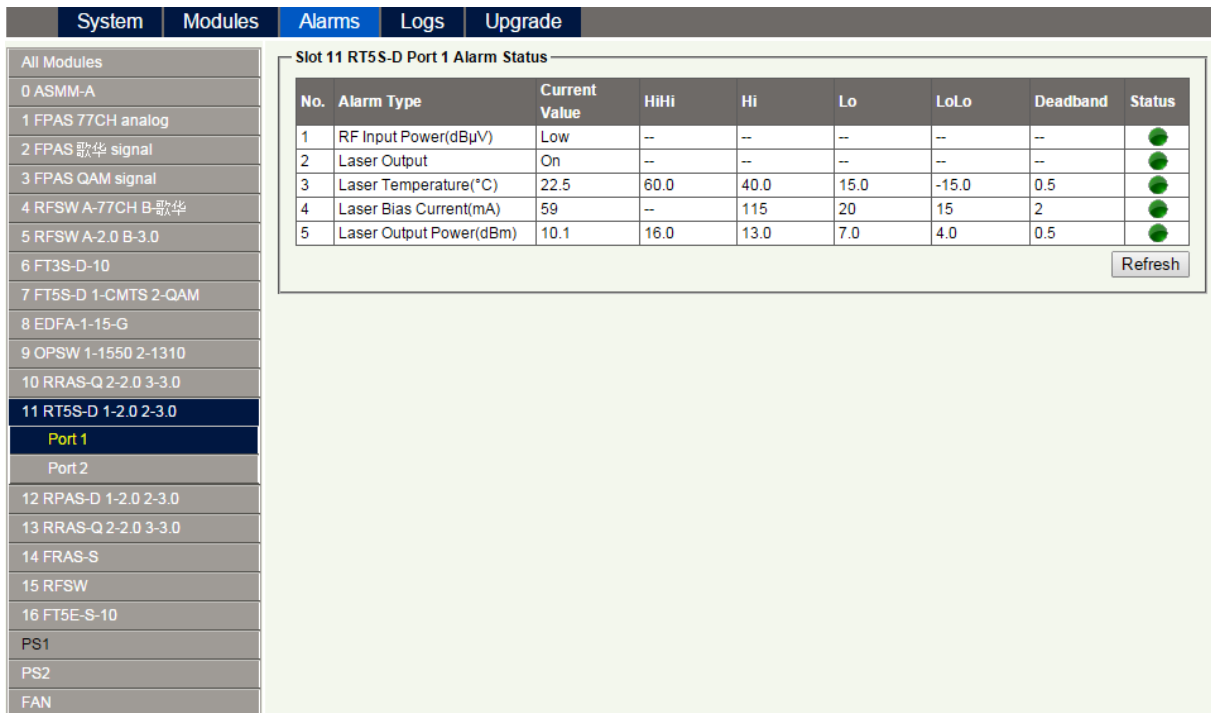 System Modules Alarms Logs Upgrade
All Modules
0 ASMM-A
1 FPAS 77CH analog
2 FPAS 歌华 signal
3 FPAS QAM signal
4 RFSW A-77CH B-歌华
5 RFSW A-2.0 B-3.0
6 FT3S-D-10
7 FT5S-D 1-CMTS 2-QAM
8 EDFA-1-15-G
9 OPSW 1-1550 2-1310
10 RRAS-Q 2-2.0 3-3.0
11 RT5S-D 1-2.0 2-3.0
Port 1
Port 2
12 RPAS-D 1-2.0 2-3.0
13 RRAS-Q 2-2.0 3-3.0
14 FRAS-S
15 RFSW
16 FT5E-S-10
PS1
PS2
FAN
Slot 11 RT5S-D Port 1 Alarm Status
No. Alarm Type Current Value HiHi Hi Lo LoLo Deadband Status
1 RF Input Power(dBµV) Low -- -- -- -- --
2 Laser Output On -- -- -- -- --
3 Laser Temperature(°C) 22.5 60.0 40.0 15.0 -15.0 0.5
4 Laser Bias Current(mA) 59 -- 115 20 15 2
5 Laser Output Power(dBm) 10.1 16.0 13.0 7.0 4.0 0.5
Refresh